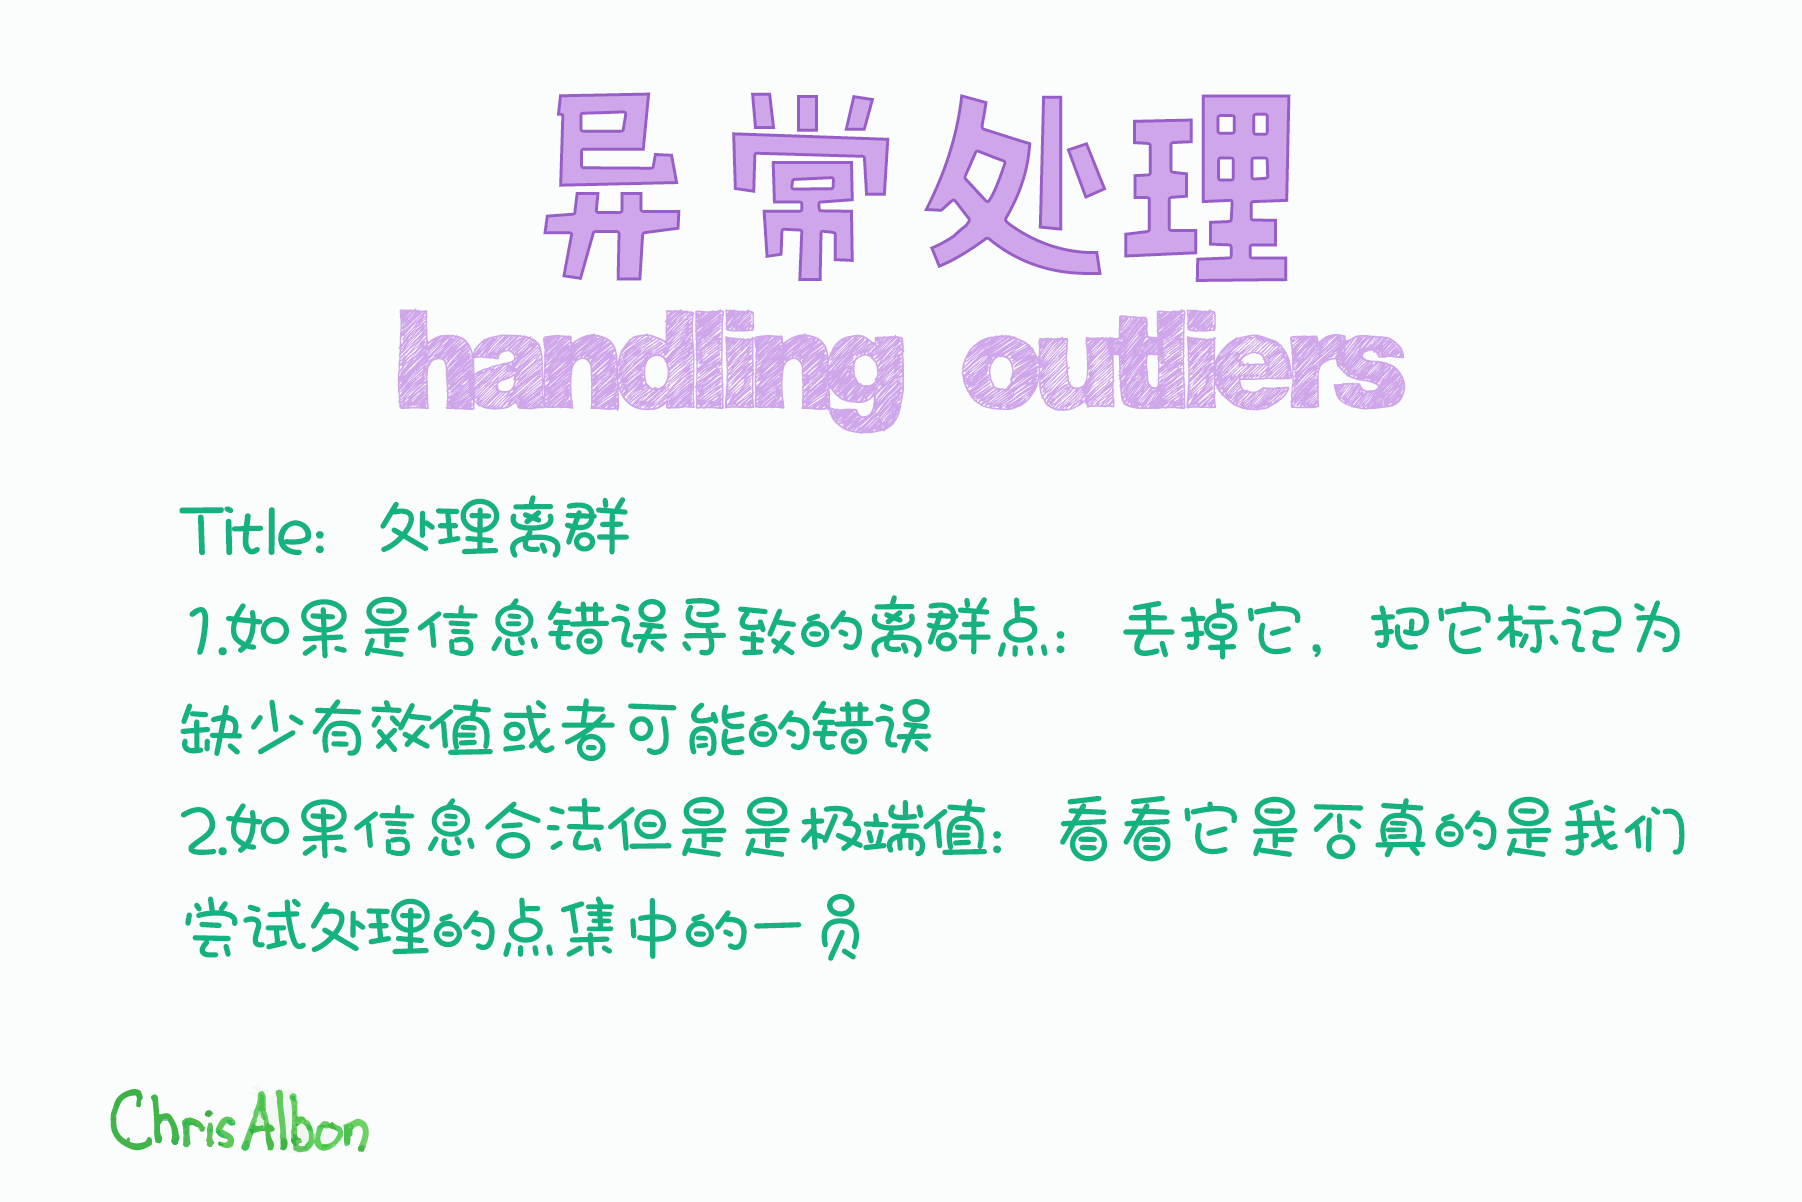 异常处理
handling outliers
Title: 处理离群
1.如果是信息错误导致的离群点: 丢掉它, 把它标记为
缺少有效值或者可能的错误
2.如果信息合法但是是极端值: 看看它是否真的是我们
尝试处理的点集中的一员
Chris Albon